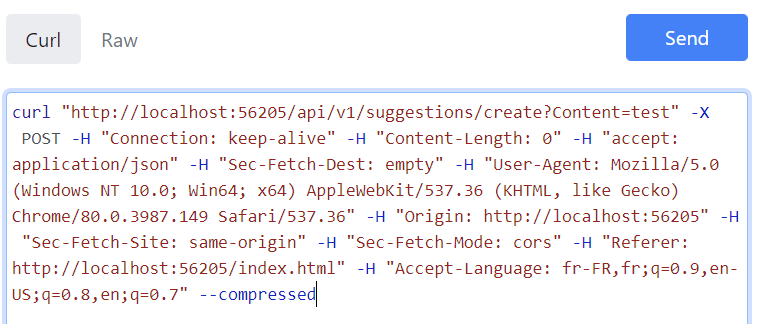 Curl Raw Send
curl "http://localhost:56205/api/v1/suggestions/create?Content=test" -X
POST -H "Connection: keep-alive" -H "Content-Length: 0" -H "accept:
application/json" -H "Sec-Fetch-Dest: empty" -H "User-Agent: Mozilla/5.0
(Windows NT 10.0; Win64; x64) AppleWebKit/537.36 (KHTML, like Gecko)
Chrome/80.0.3987.149 Safari/537.36" -H "Origin: http://localhost:56205" -H
"Sec-Fetch-Site: same-origin" -H "Sec-Fetch-Mode: cors" -H "Referer:
http://localhost:56205/index.html" -H "Accept-Language: fr-FR,fr;q=0.9,en-
US;q=0.8,en;q=0.7" --compressed